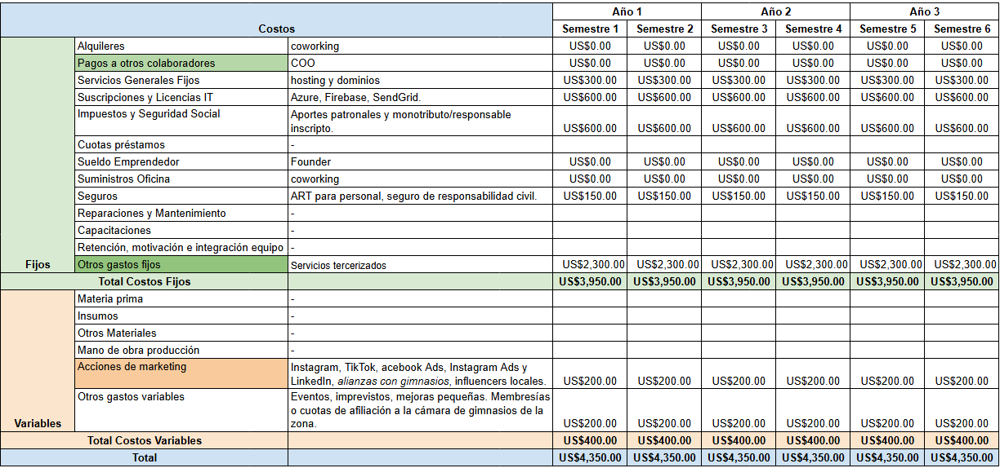 Costos Año 1 Año 2 Año 3
Semestre 1 Semestre 2 Semestre 3 Semestre 4 Semestre 5 Semestre 6
Alquileres coworking US$0.00 US$0.00 US$0.00 US$0.00 US$0.00 US$0.00
Pagos a otros colaboradores COO US$0.00 US$0.00 US$0.00 US$0.00 US$0.00 US$0.00
Servicios Generales Fijos hosting y dominios US$300.00 US$300.00 US$300.00 US$300.00 US$300.00 US$300.00
Suscripciones y Licencias IT Azure, Firebase, SendGrid. US$600.00 US$600.00 US$600.00 US$600.00 US$600.00 US$600.00
Impuestos y Seguridad Social Aportes patronales y monotributo/responsable
inscripto. US$600.00 US$600.00 US$600.00 US$600.00 US$600.00 US$600.00
Cuotas préstamos -
Sueldo Emprendedor Founder US$0.00 US$0.00 US$0.00 US$0.00 US$0.00 US$0.00
Suministros Oficina coworking US$0.00 US$0.00 US$0.00 US$0.00 US$0.00 US$0.00
Seguros ART para personal, seguro de responsabilidad civil. US$150.00 US$150.00 US$150.00 US$150.00 US$150.00 US$150.00
Reparaciones y Mantenimiento -
Capacitaciones -
Retención, motivación e integración equipo -
Fijos Otros gastos fijos Servicios tercerizados US$2,300.00 US$2,300.00 US$2,300.00 US$2,300.00 US$2,300.00 US$2,300.00
Total Costos Fijos US$3,950.00 US$3,950.00 US$3,950.00 US$3,950.00 US$3,950.00 US$3,950.00
Materia prima -
Insumos -
Otros Materiales -
Mano de obra producción -
Acciones de marketing Instagram, TikTok, acebook Ads, Instagram Ads y
LinkedIn, alianzas con gimnasios, influencers locales. US$200.00 US$200.00 US$200.00 US$200.00 US$200.00 US$200.00
Otros gastos variables Eventos, imprevistos, mejoras pequeñas. Membresías
o cuotas de afiliación a la cámara de gimnasios de la
Variables zona. US$200.00 US$200.00 US$200.00 US$200.00 US$200.00 US$200.00
Total Costos Variables US$400.00 US$400.00 US$400.00 US$400.00 US$400.00 US$400.00
Total US$4,350.00 US$4,350.00 US$4,350.00 US$4,350.00 US$4,350.00 US$4,350.00